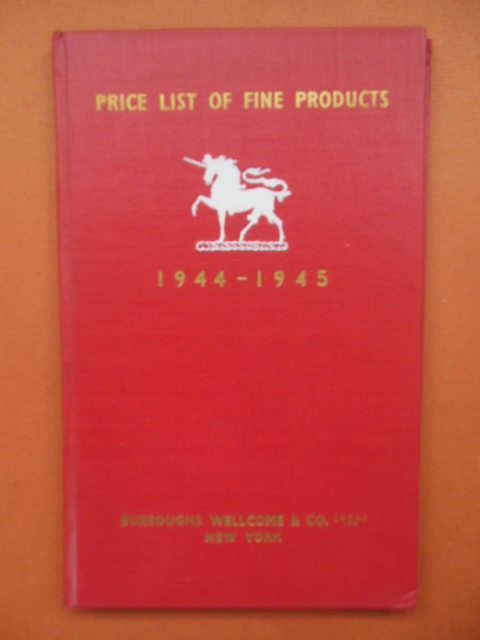 PRICE LIST OF FINE PRODUCTS
1944-1945
BURROUGHS WELLCOME & CO.
NEW YORK